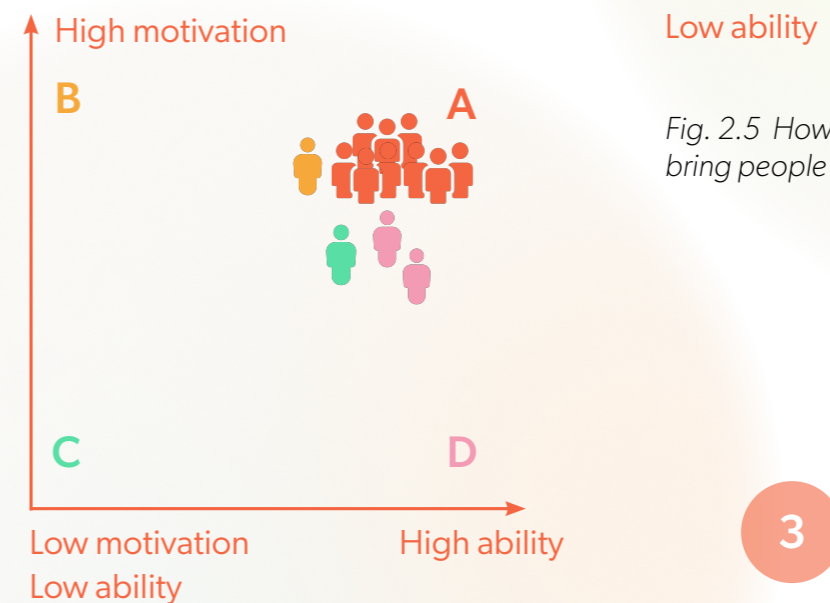 High motivation
B
A
C
D
Low motivation
High ability
Low ability
Low ability
Fig. 2.5 How
bring people
3